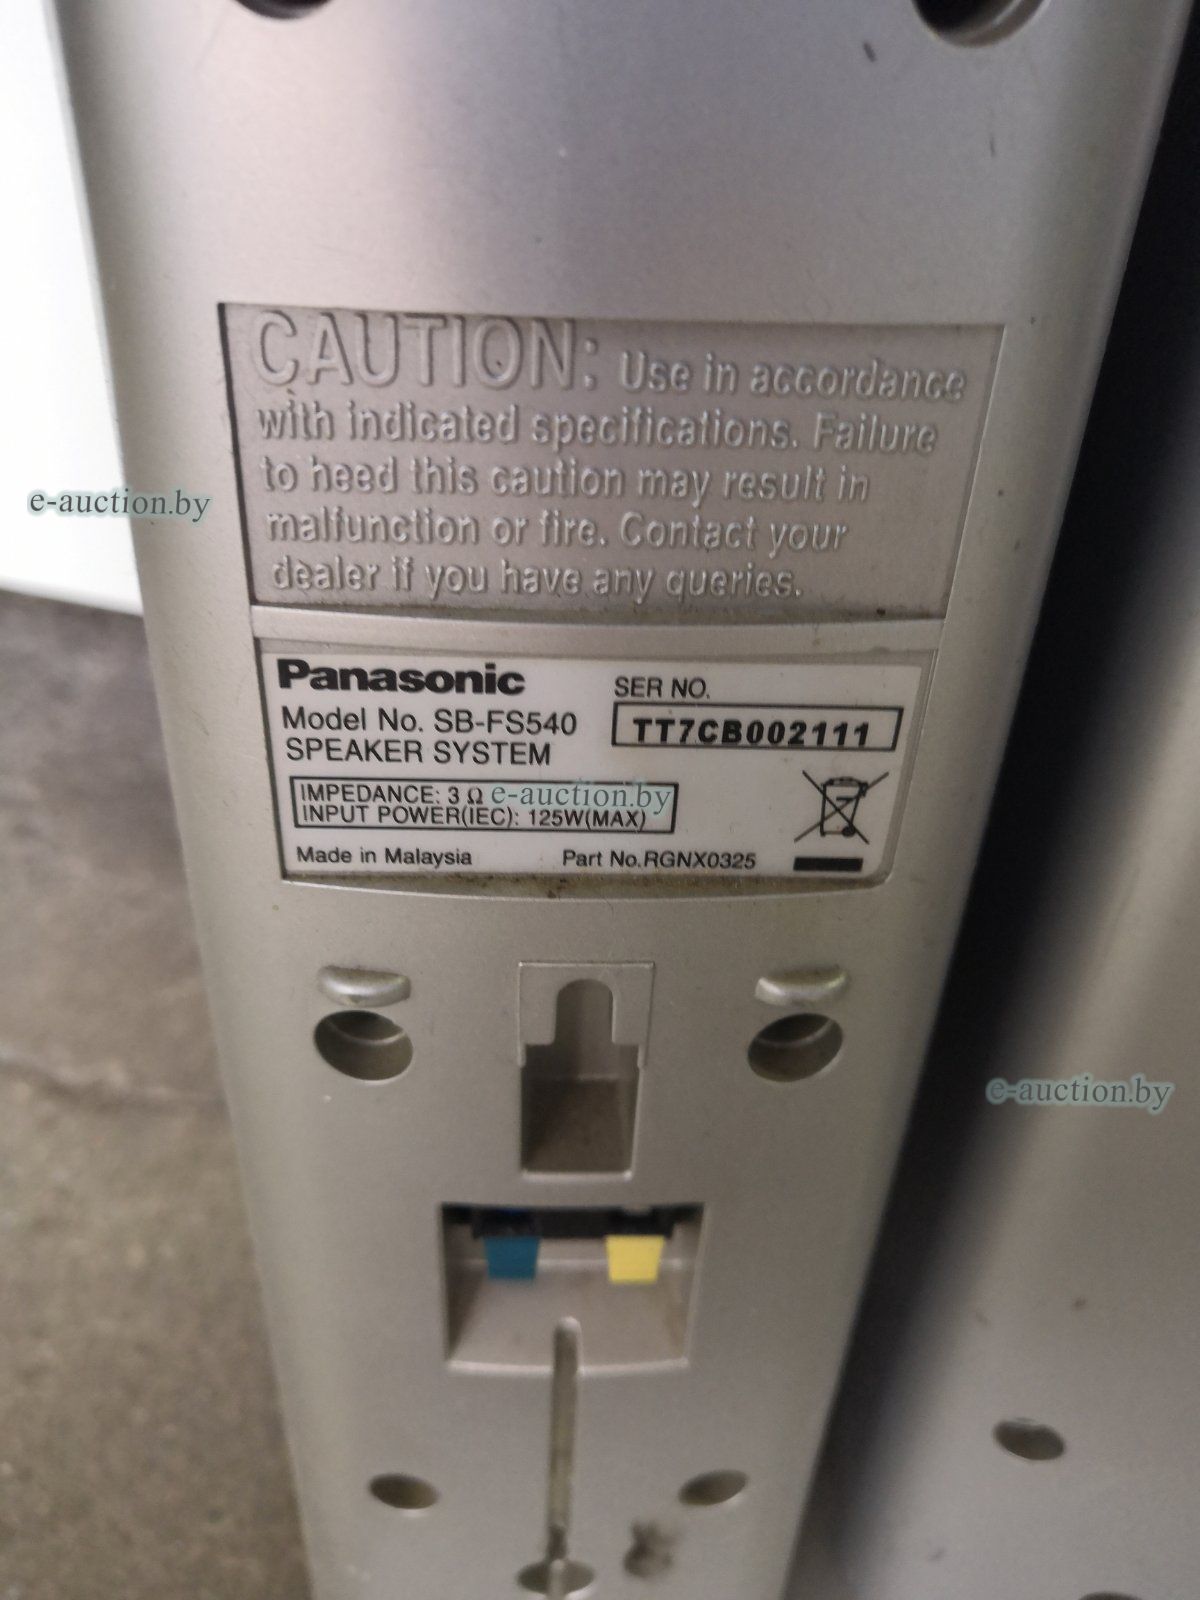 CAUTION: Use in accordance
with indicated specifications. Failure
to heed this caution may result in
malfunction or fire. Contact your
dealer if you have any queries.
e-auction.by
Panasonic
SER NO.
Model No. SB-FS540
TT7CB002111
SPEAKER SYSTEM
IMPEDANCE: 3 Ω
e-auction.by
INPUT POWER(IEC): 125W(MAX)
Made in Malaysia
Part No.RGNX0325
e-auction.by